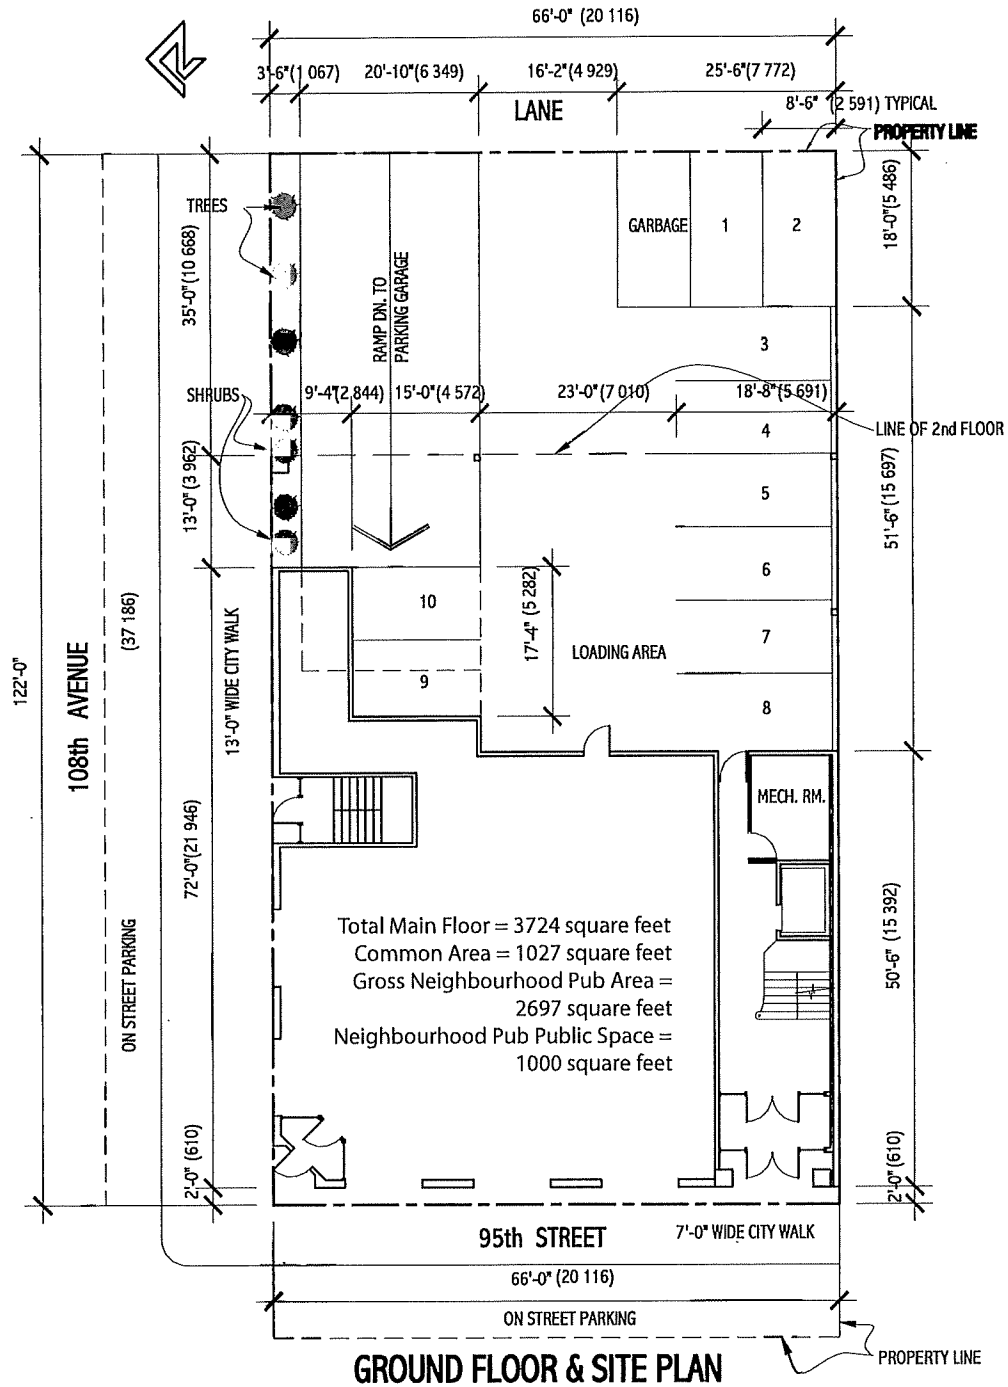 66'-0" (20 116)
3'-6"(1 067)
20'-10"(6 349)
16'-2"(4 929)
25'-6"(7 772)
LANE
8'-6" (2 591) TYPICAL
PROPERTY LINE
TREES
35'-0"(10 668)
RAMP DN. TO
PARKING GARAGE
GARBAGE
1
2
18'-0"(5 486)
3
SHRUBS
9'-4"(2 844)
15'-0"(4 572)
23'-0"(7 010)
18'-8"(5 691)
4
LINE OF 2nd FLOOR
13'-0"(3 962)
5
51'-6"(15 697)
6
10
17'-4" (5 282)
7
LOADING AREA
9
8
122'-0"
(37 186)
108th AVENUE
13'-0" WIDE CITY WALK
MECH. RM.
72'-0"(21 946)
ON STREET PARKING
Total Main Floor = 3724 square feet
Common Area = 1027 square feet
Gross Neighbourhood Pub Area =
2697 square feet
Neighbourhood Pub Public Space =
1000 square feet
50'-6" (15 392)
2'-0" (610)
2'-0" (610)
95th STREET
7'-0" WIDE CITY WALK
66'-0" (20 116)
ON STREET PARKING
PROPERTY LINE
GROUND FLOOR & SITE PLAN